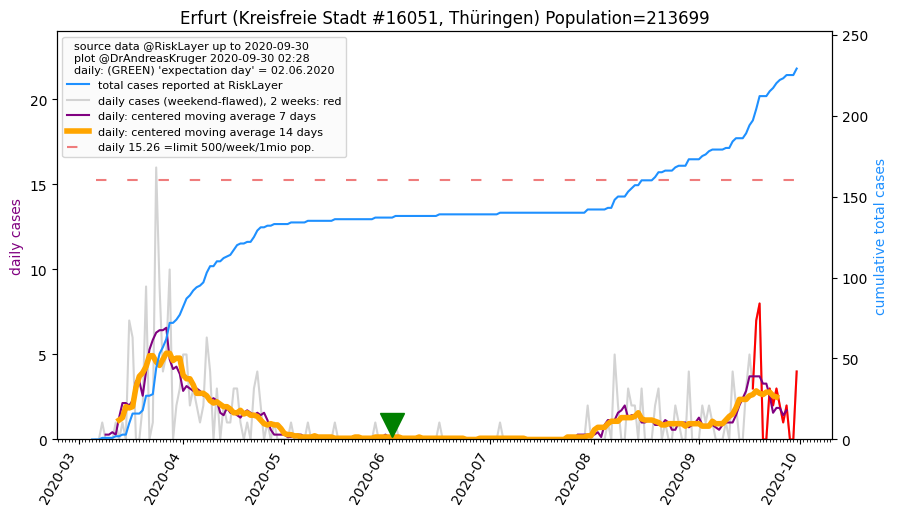 Erfurt (Kreisfreie Stadt #16051, Thüringen) Population=213699
source data @RiskLayer up to 2020-09-30
plot @DrAndreasKruger 2020-09-30 02:28
daily: (GREEN) 'expectation day' = 02.06.2020
total cases reported at RiskLayer
daily cases (weekend-flawed), 2 weeks: red
daily: centered moving average 7 days
daily: centered moving average 14 days
daily 15.26 =limit 500/week/1mio pop.
daily cases
20
15
10
5
0
cumulative total cases
250
200
150
100
50
0
2020-03
2020-04
2020-05
2020-06
2020-07
2020-08
2020-09
2020-10